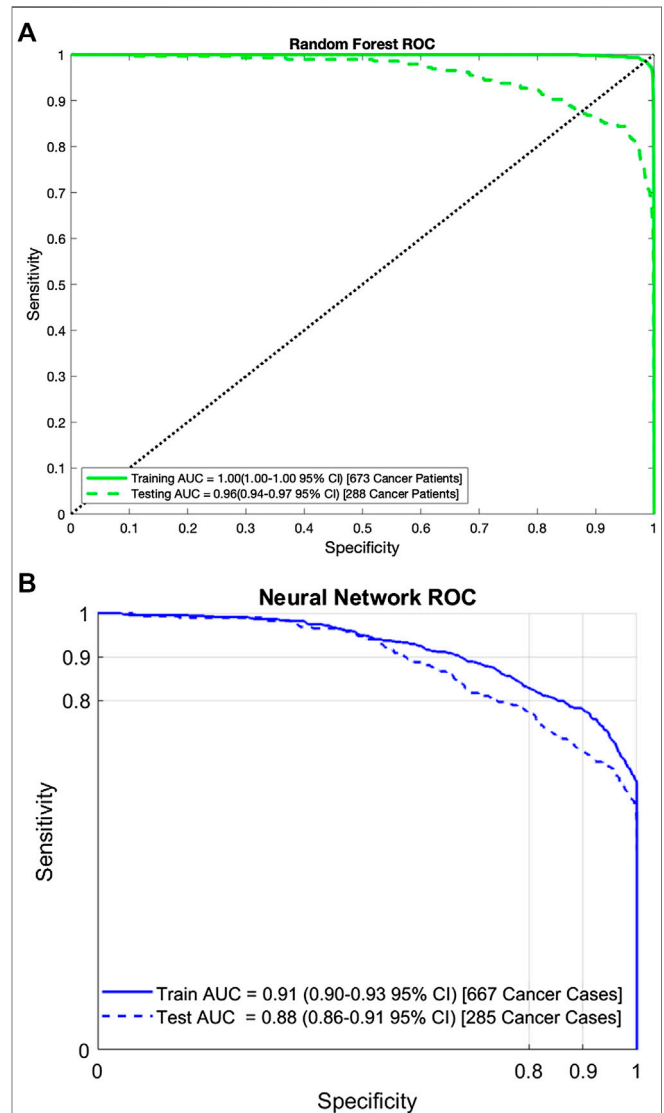 A
Random Forest ROC
1
0.9
0.8
0.7
0.6
0.5
0.4
0.3
0.2
0.1
0
Sensitivity
Training AUC = 1.00(1.00-1.00 95% CI) [673 Cancer Patients]
Testing AUC = 0.96(0.94-0.97 95% CI) [288 Cancer Patients]
0 0.1 0.2 0.3 0.4 0.5 0.6 0.7 0.8 0.9 1
Specificity
B
Neural Network ROC
1
0.9
0.8
0
Sensitivity
Train AUC = 0.91 (0.90-0.93 95% CI) [667 Cancer Cases]
Test AUC = 0.88 (0.86-0.91 95% CI) [285 Cancer Cases]
0 0.8 0.9 1
Specificity